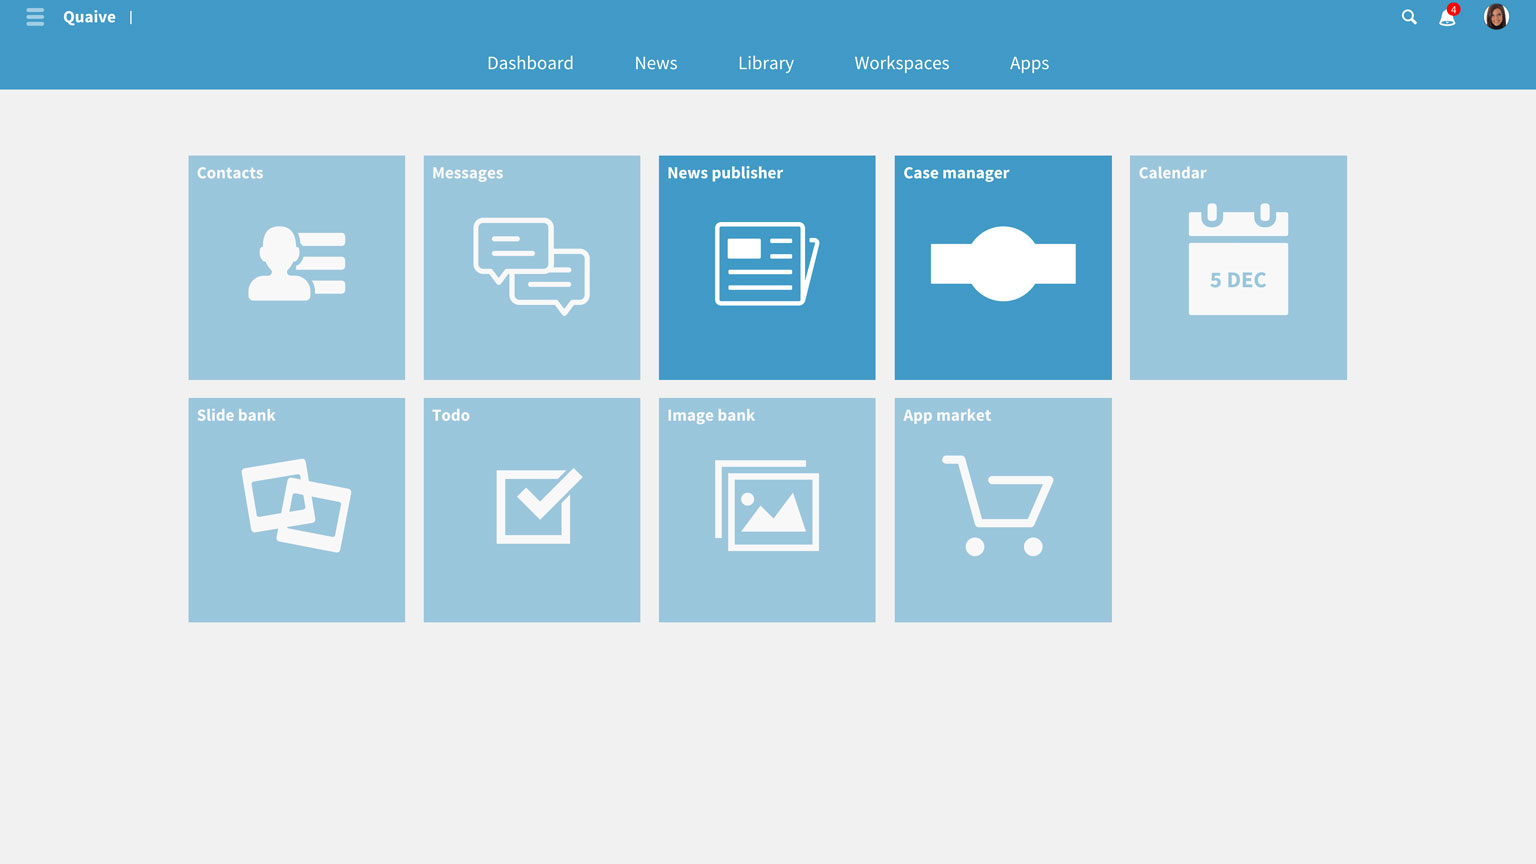 Quaive |
4
Dashboard News Library Workspaces Apps
Contacts Messages News publisher Case manager Calendar
5 DEC
Slide bank Todo Image bank App market